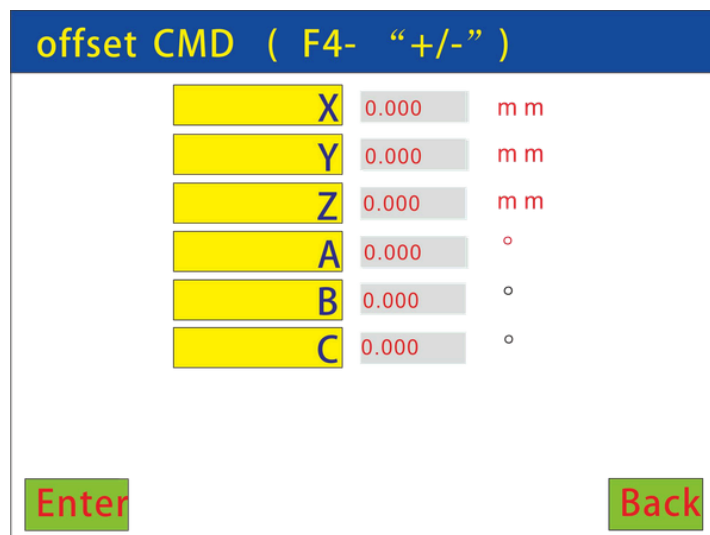 offset CMD ( F4- “+/-” )
X 0.000 mm
Y 0.000 mm
Z 0.000 mm
A 0.000 °
B 0.000 °
C 0.000 °
Enter Back